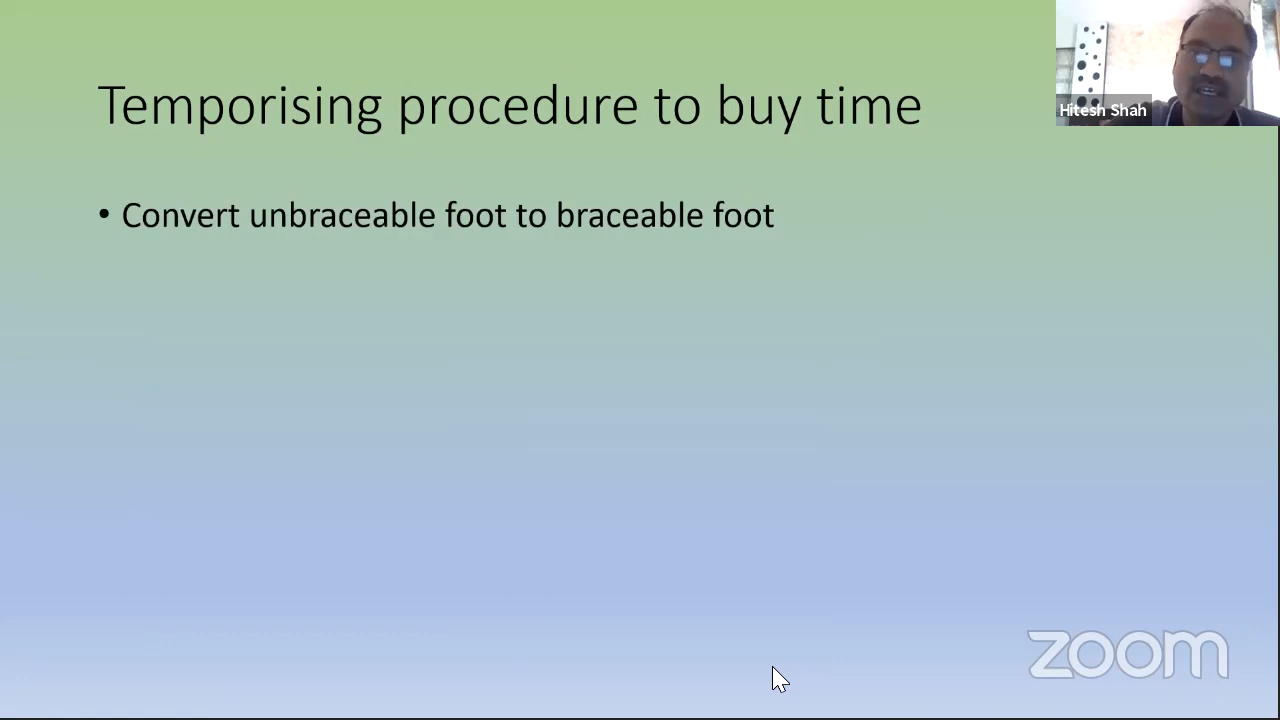 Temporising procedure to buy time
Hitesh Shah
• Convert unbraceable foot to braceable foot
zoom